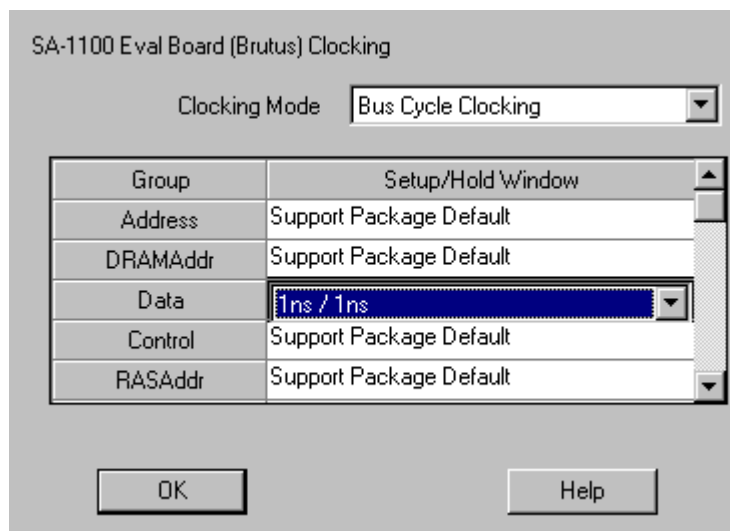 SA-1100 Eval Board (Brutus) Clocking
Clocking Mode Bus Cycle Clocking
Group Setup/Hold Window
Address Support Package Default
DRAMAddr Support Package Default
Data 1ns / 1ns
Control Support Package Default
RASAddr Support Package Default
OK Help